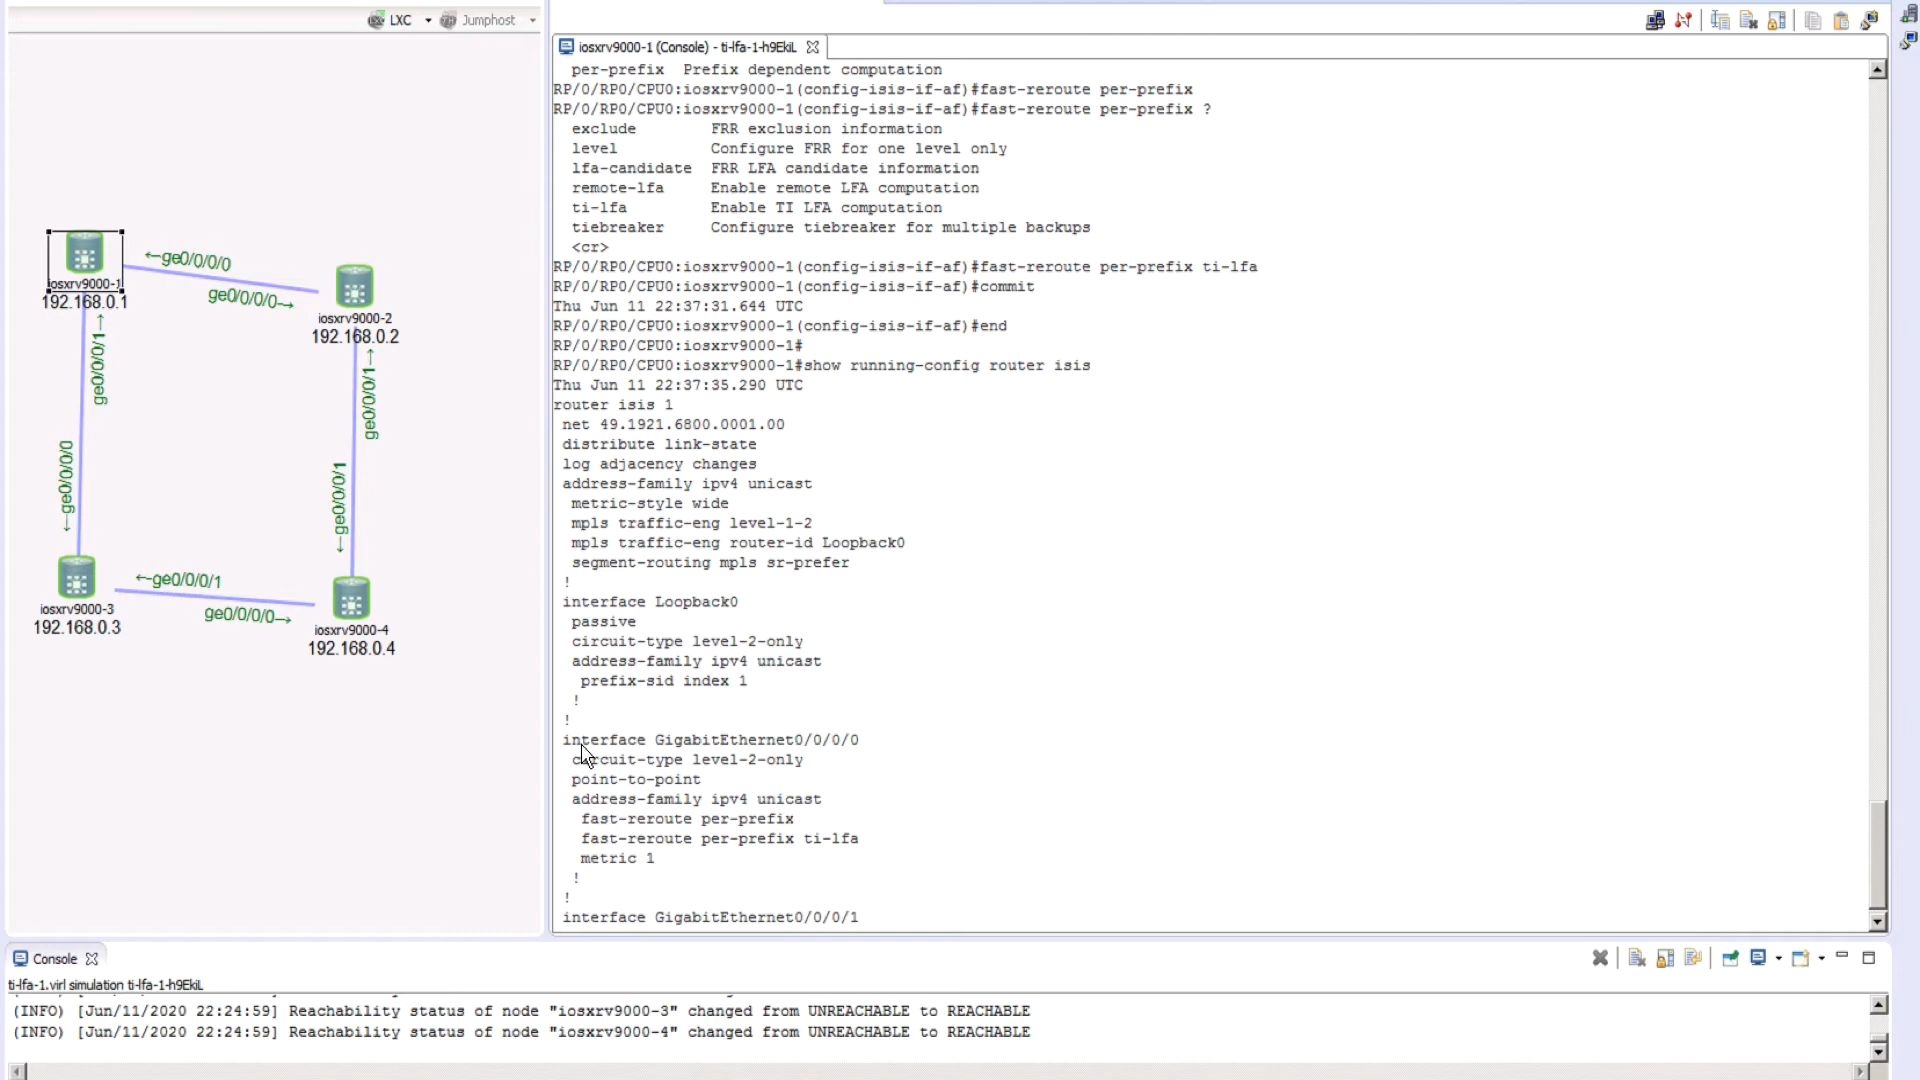 LXC
Jumphost
←ge0/0/0/0
iosxrv9000-1
192.168.0.1
ge0/0/0/0→
iosxrv9000-2
192.168.0.2
ge0/0/0/1→
ge0/0/0/1→
←ge0/0/0/0
←ge0/0/0/1
←ge0/0/0/1
iosxrv9000-3
192.168.0.3
ge0/0/0/0→
iosxrv9000-4
192.168.0.4
iosxrv9000-1 (Console) - ti-lfa-1-h9EkiL
per-prefix  Prefix dependent computation
RP/0/RP0/CPU0:iosxrv9000-1(config-isis-if-af)#fast-reroute per-prefix
RP/0/RP0/CPU0:iosxrv9000-1(config-isis-if-af)#fast-reroute per-prefix ?
exclude        FRR exclusion information
level          Configure FRR for one level only
lfa-candidate  FRR LFA candidate information
remote-lfa     Enable remote LFA computation
ti-lfa         Enable TI LFA computation
tiebreaker     Configure tiebreaker for multiple backups
<cr>
RP/0/RP0/CPU0:iosxrv9000-1(config-isis-if-af)#fast-reroute per-prefix ti-lfa
RP/0/RP0/CPU0:iosxrv9000-1(config-isis-if-af)#commit
Thu Jun 11 22:37:31.644 UTC
RP/0/RP0/CPU0:iosxrv9000-1(config-isis-if-af)#end
RP/0/RP0/CPU0:iosxrv9000-1#
RP/0/RP0/CPU0:iosxrv9000-1#show running-config router isis
Thu Jun 11 22:37:35.290 UTC
router isis 1
net 49.1921.6800.0001.00
distribute link-state
log adjacency changes
address-family ipv4 unicast
metric-style wide
mpls traffic-eng level-1-2
mpls traffic-eng router-id Loopback0
segment-routing mpls sr-prefer
!
interface Loopback0
passive
circuit-type level-2-only
address-family ipv4 unicast
prefix-sid index 1
!
!
interface GigabitEthernet0/0/0/0
circuit-type level-2-only
point-to-point
address-family ipv4 unicast
fast-reroute per-prefix
fast-reroute per-prefix ti-lfa
metric 1
!
!
interface GigabitEthernet0/0/0/1
Console
ti-lfa-1.virl simulation ti-lfa-1-h9EkiL
(INFO) [Jun/11/2020 22:24:59] Reachability status of node "iosxrv9000-3" changed from UNREACHABLE to REACHABLE
(INFO) [Jun/11/2020 22:24:59] Reachability status of node "iosxrv9000-4" changed from UNREACHABLE to REACHABLE